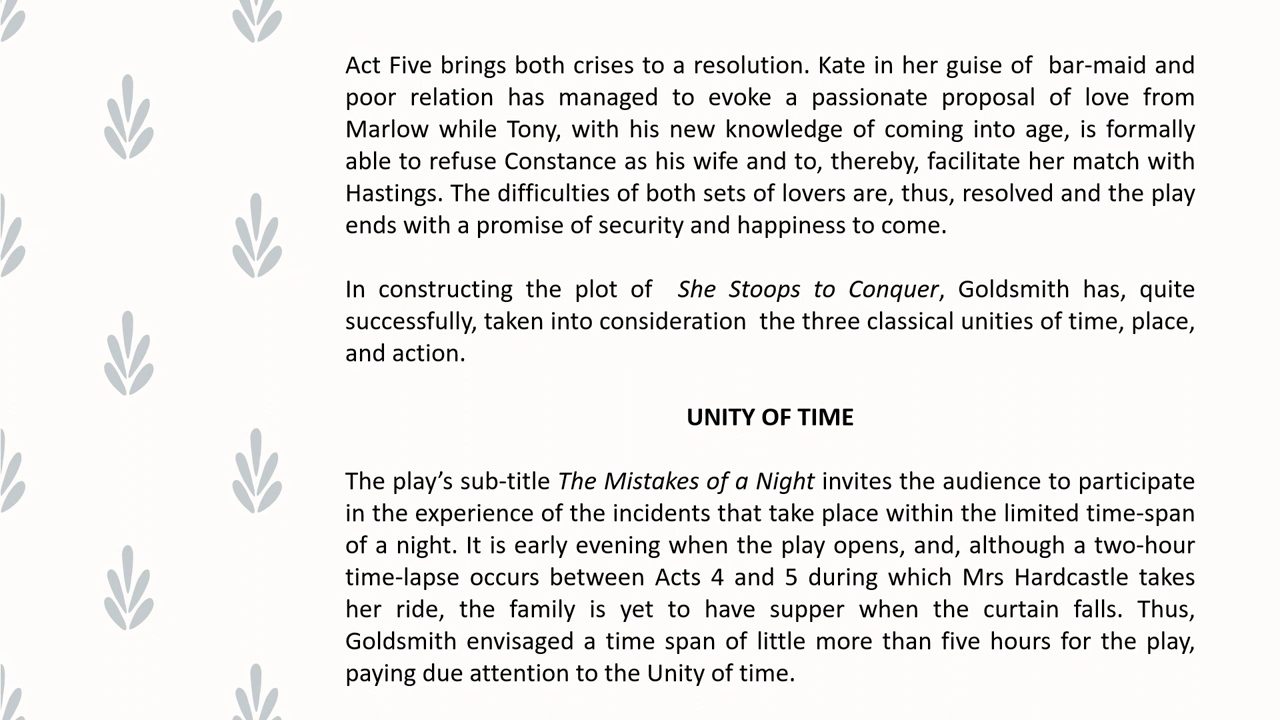 Act Five brings both crises to a resolution. Kate in her guise of bar-maid and
poor relation has managed to evoke a passionate proposal of love from
Marlow while Tony, with his new knowledge of coming into age, is formally
able to refuse Constance as his wife and to, thereby, facilitate her match with
Hastings. The difficulties of both sets of lovers are, thus, resolved and the play
ends with a promise of security and happiness to come.
In constructing the plot of She Stoops to Conquer, Goldsmith has, quite
successfully, taken into consideration the three classical unities of time, place,
and action.
UNITY OF TIME
The play’s sub-title The Mistakes of a Night invites the audience to participate
in the experience of the incidents that take place within the limited time-span
of a night. It is early evening when the play opens, and, although a two-hour
time-lapse occurs between Acts 4 and 5 during which Mrs Hardcastle takes
her ride, the family is yet to have supper when the curtain falls. Thus,
Goldsmith envisaged a time span of little more than five hours for the play,
paying due attention to the Unity of time.